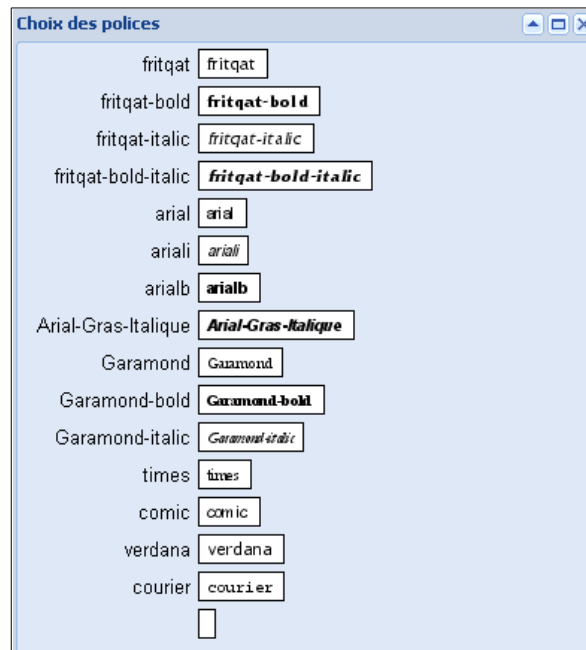 Choix des polices
fritqat fritqat
fritqat-bold fritqat-bold
fritqat-italic fritqat-italic
fritqat-bold-italic fritqat-bold-italic
arial arial
ariali ariali
arialb arialb
Arial-Gras-Italique Arial-Gras-Italique
Garamond Garamond
Garamond-bold Garamond-bold
Garamond-italic Garamond-italic
times times
comic comic
verdana verdana
courier courier